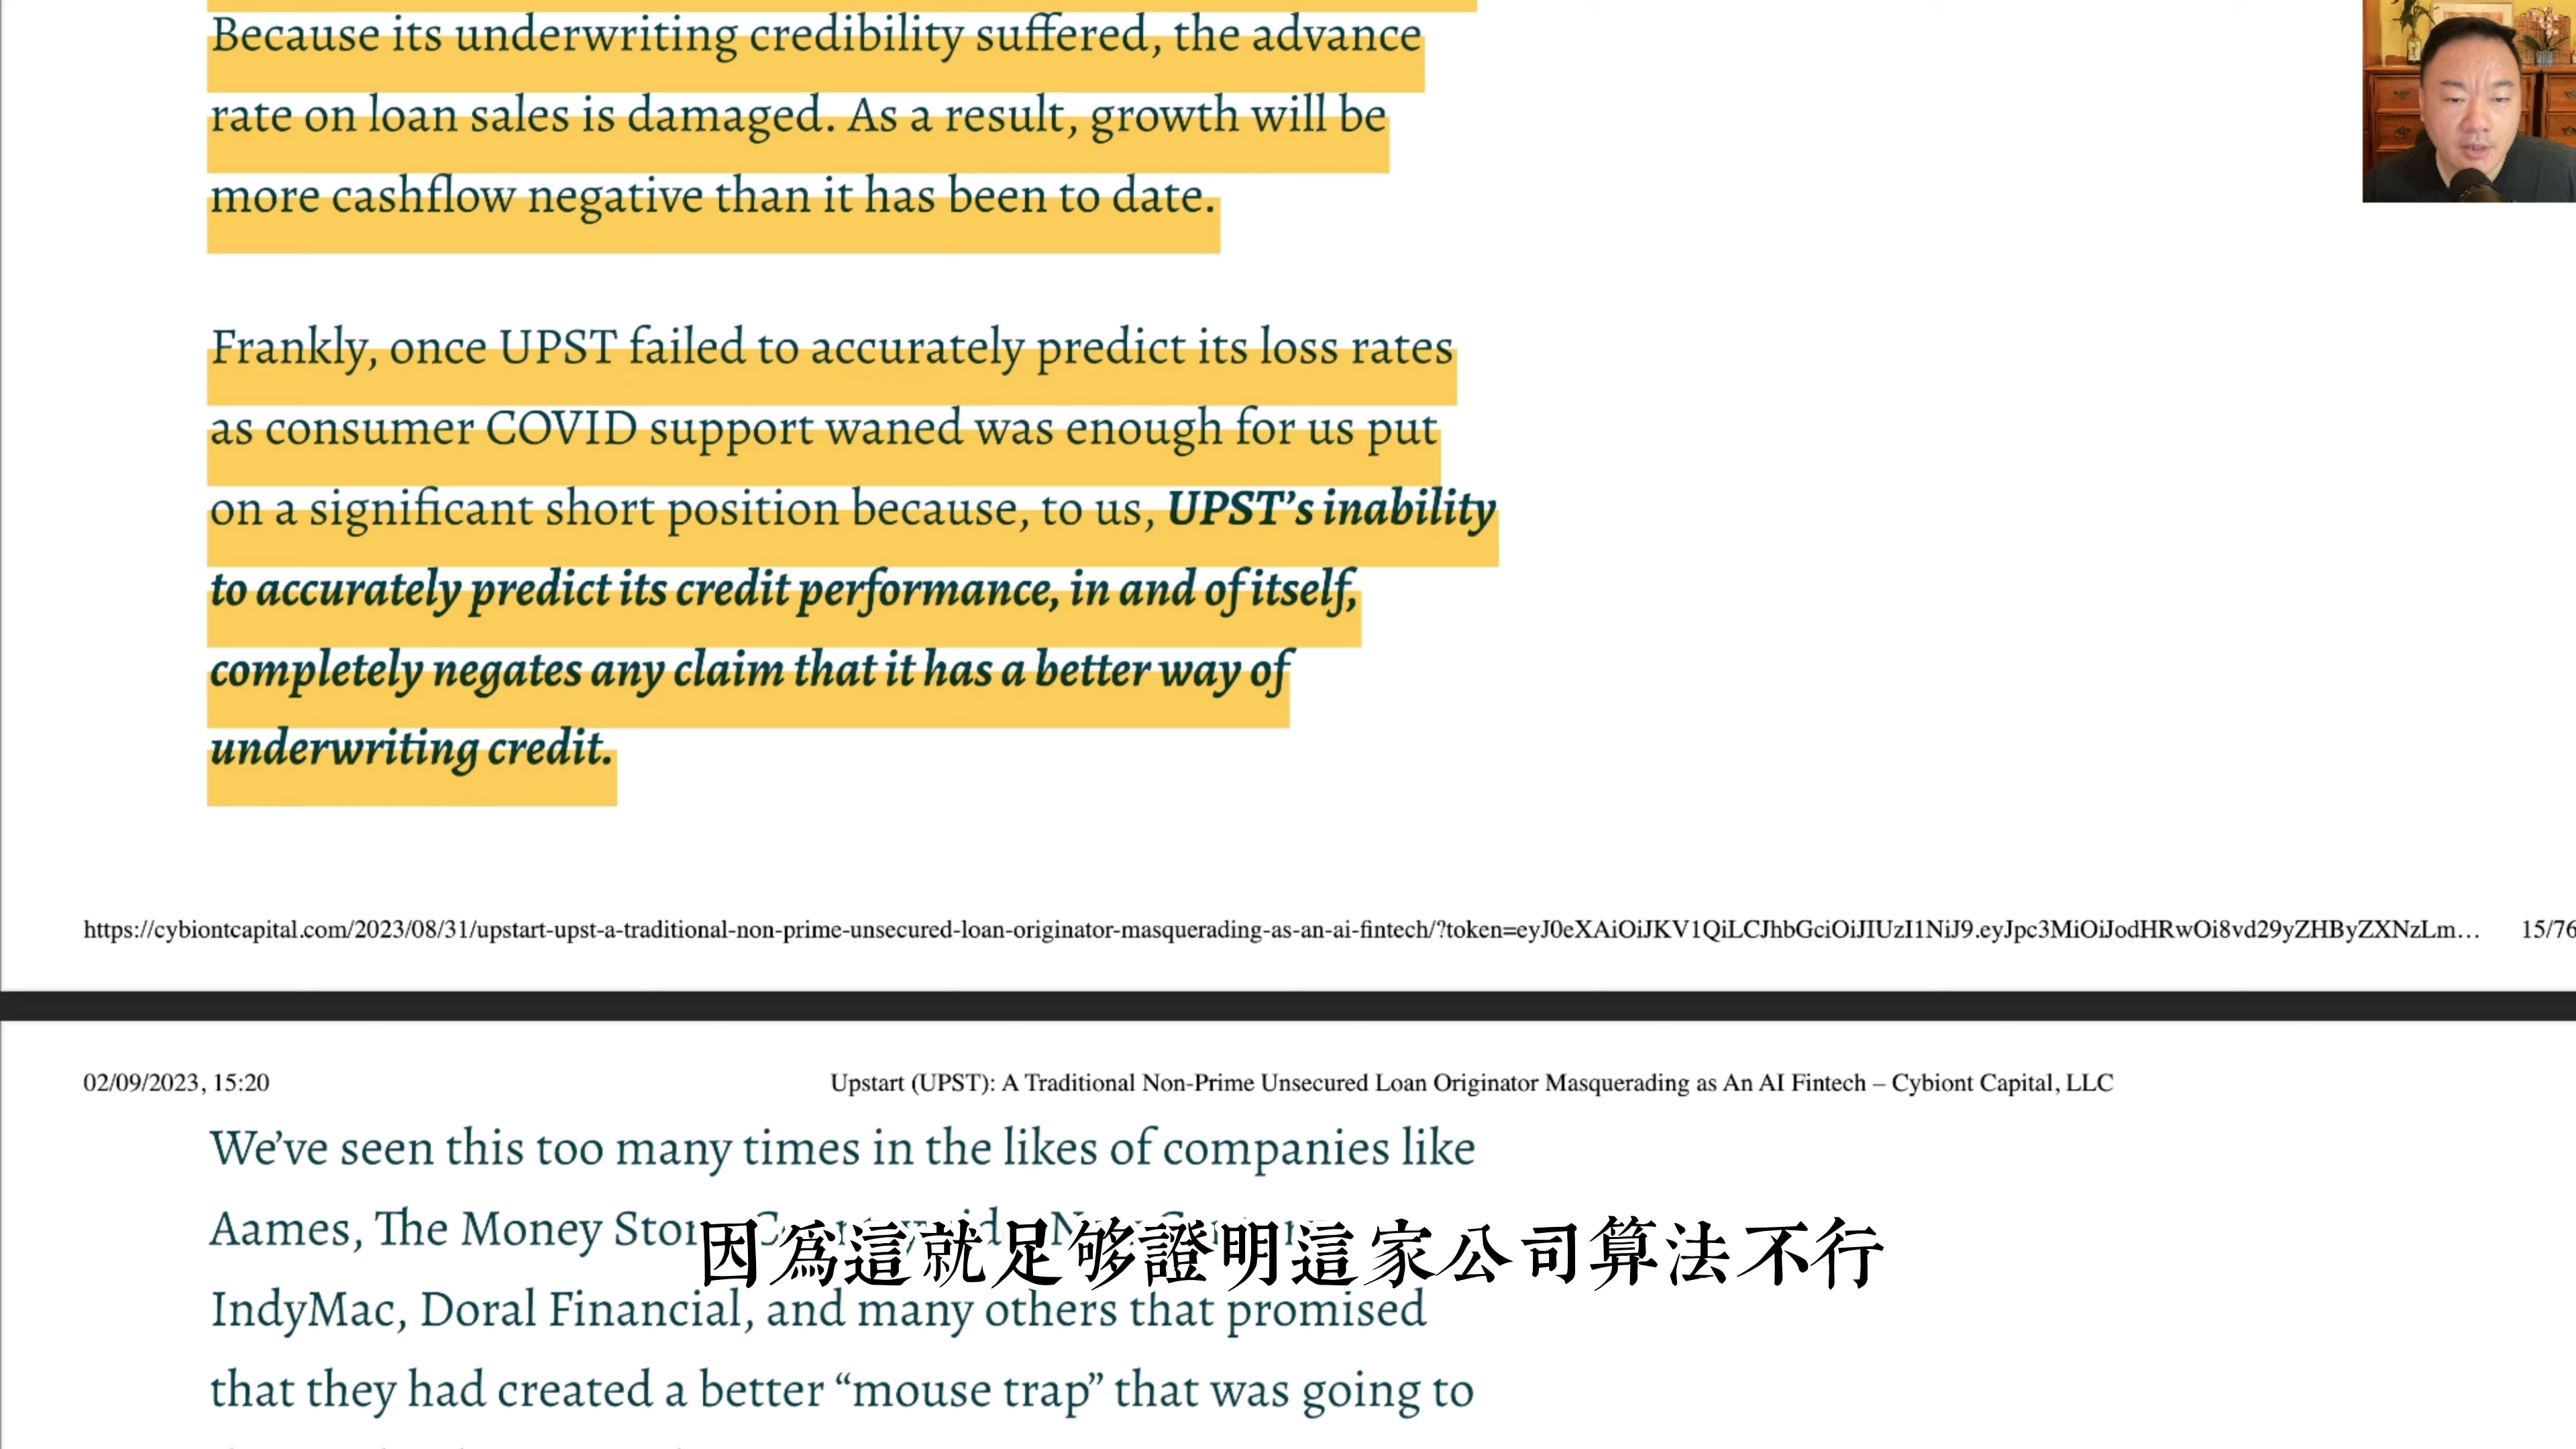 Because its underwriting credibility suffered, the advance
rate on loan sales is damaged. As a result, growth will be
more cashflow negative than it has been to date.
Frankly, once UPST failed to accurately predict its loss rates
as consumer COVID support waned was enough for us put
on a significant short position because, to us, UPST’s inability
to accurately predict its credit performance, in and of itself,
completely negates any claim that it has a better way of
underwriting credit.
https://cybiontcapital.com/2023/08/31/upstart-upst-a-traditional-non-prime-unsecured-loan-originator-masquerading-as-an-ai-fintech/?token=eyJ0eXAiOiJKV1QiLCJhbGciOiJIUzI1NiJ9.eyJpc3MiOiJodHRwOi8vd29yZHByZXNzLm… 15/76
02/09/2023, 15:20 Upstart (UPST): A Traditional Non-Prime Unsecured Loan Originator Masquerading as An AI Fintech – Cybiont Capital, LLC
We’ve seen this too many times in the likes of companies like
Aames, The Money
因為這就足够證明這家公司算法不行
IndyMac, Doral Financial, and many others that promised
that they had created a better “mouse trap” that was going to